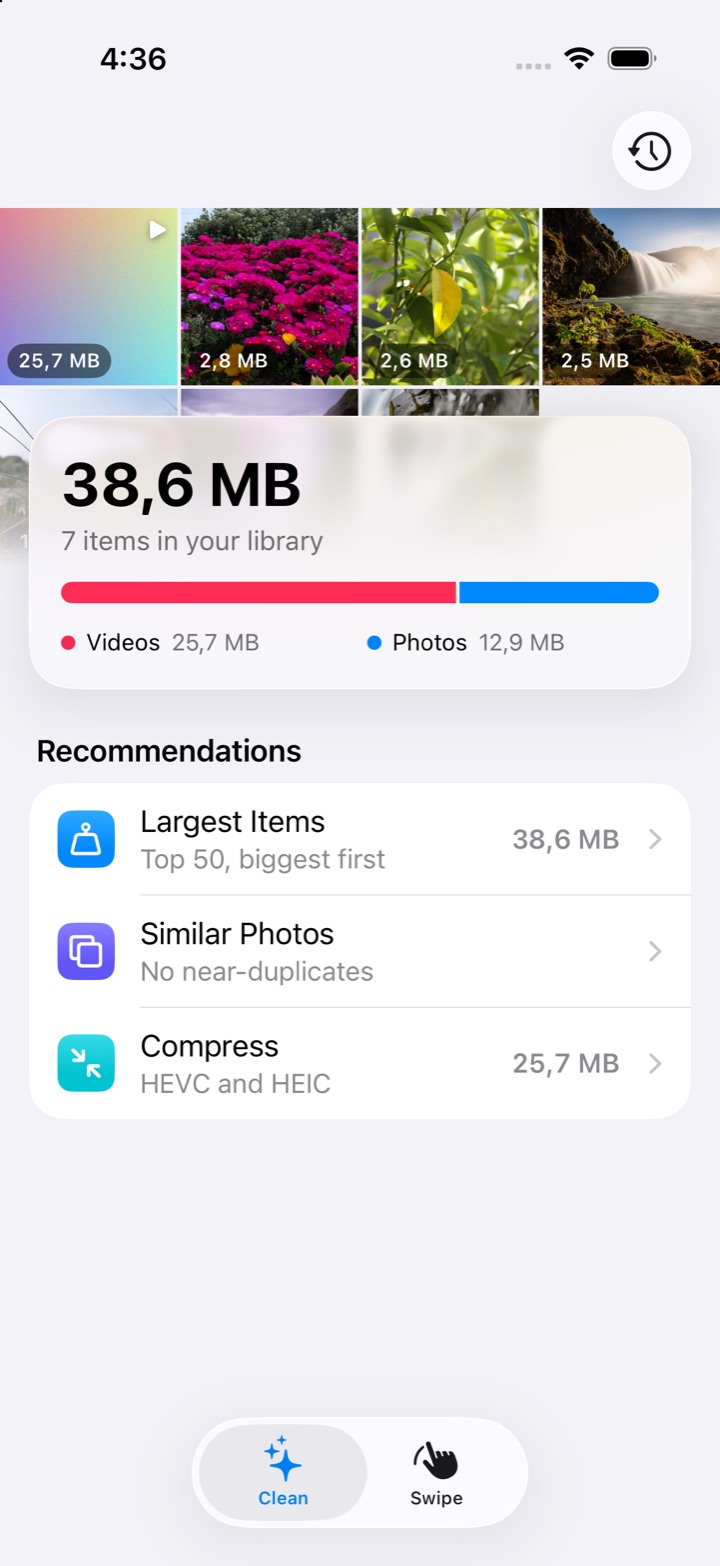 4:36
25,7 MB
2,8 MB
2,6 MB
2,5 MB
38,6 MB
7 items in your library
Videos 25,7 MB
Photos 12,9 MB
Recommendations
Largest Items
38,6 MB
Top 50, biggest first
Similar Photos
No near-duplicates
Compress
25,7 MB
HEVC and HEIC
Clean
Swipe